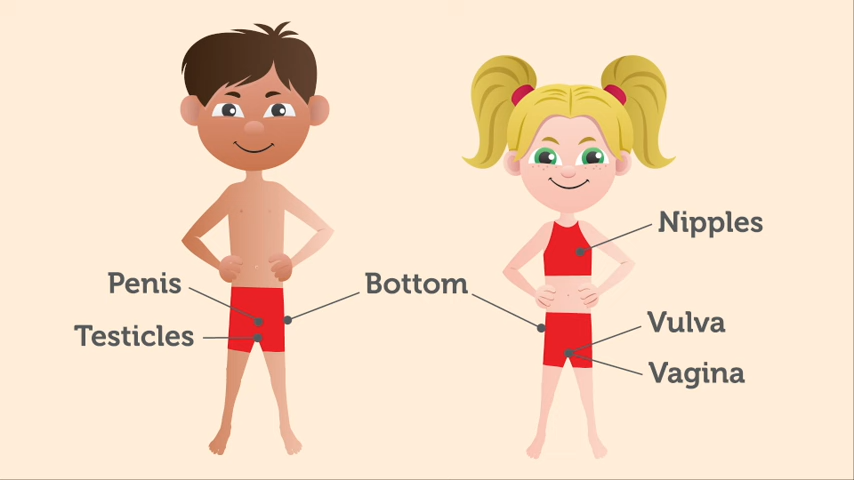 Nipples
Penis
Bottom
Testicles
Vulva
Vagina